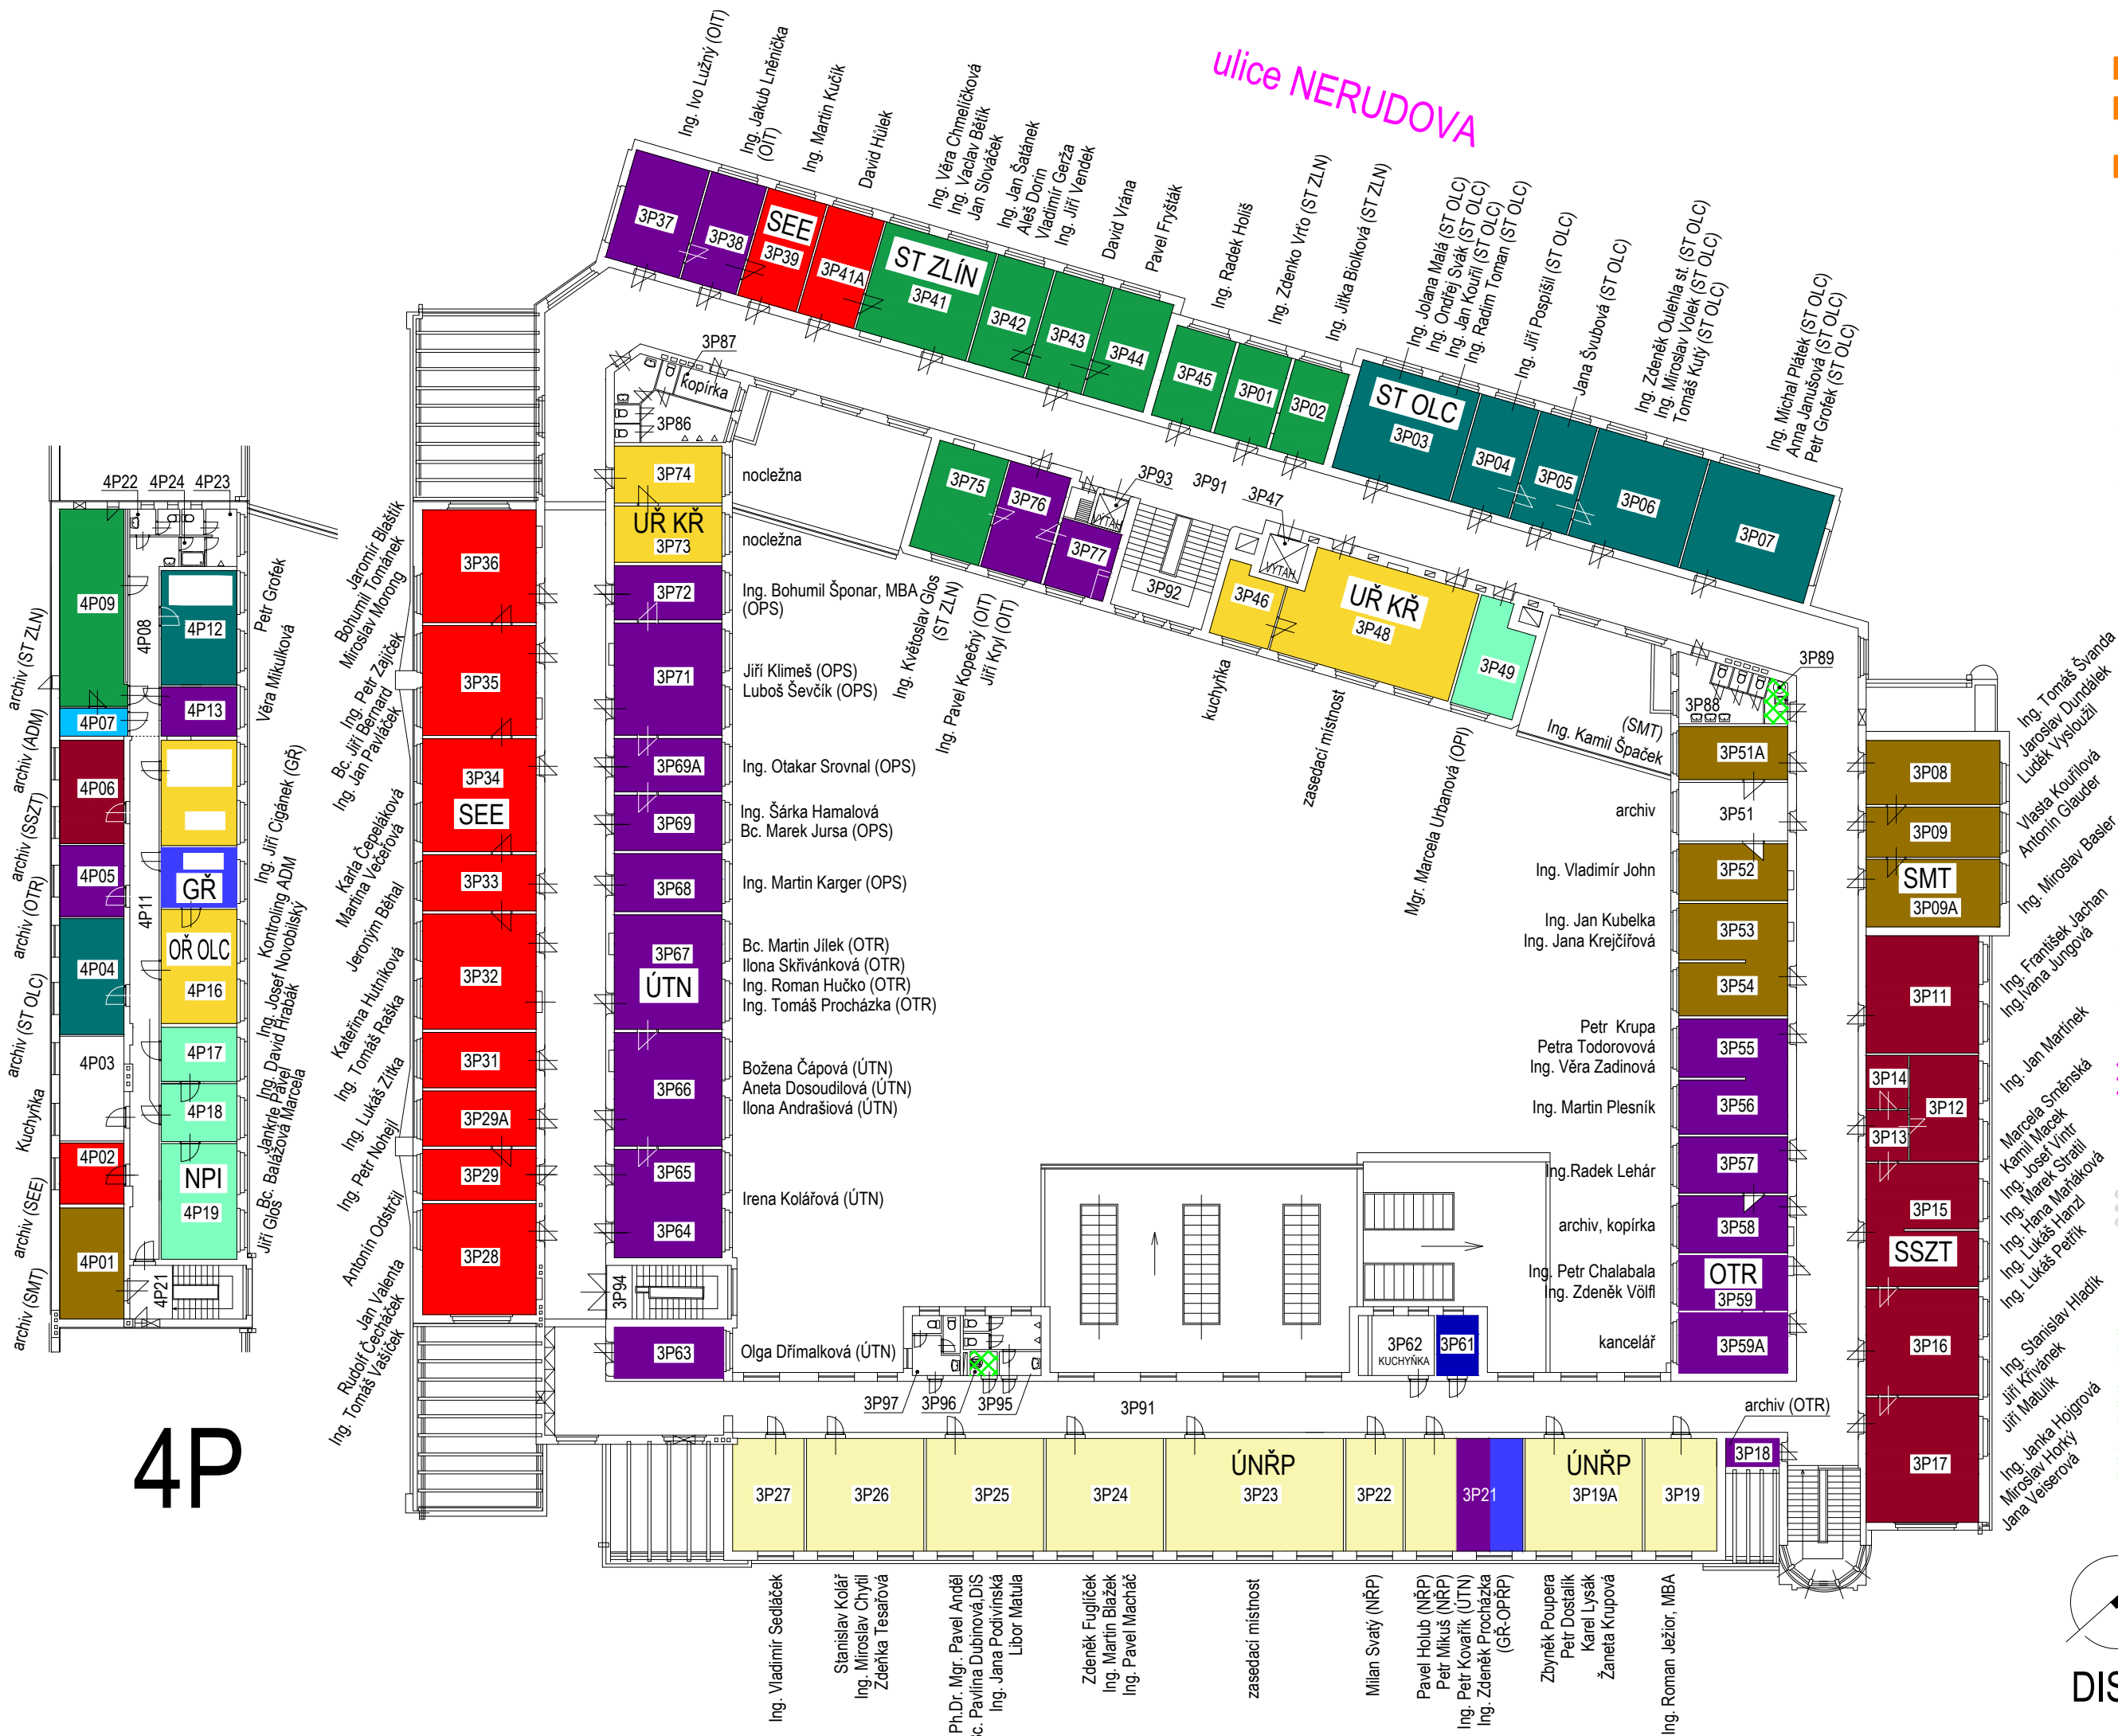 ulice NERUDOVA
Ing. Ivo Lužný (OIT)
Ing. Jakub Lněnička
(OIT)
Ing. Martin Kučík
David Hůlek
Ing. Věra Chmelíčková
Ing. Vaclav Bětík
Jan Slováček
Ing. Jan Šatánek
Aleš Dorin
Vladimír Gerža
Ing. Jiří Vendek
David Vrána
Pavel Fryšták
Ing. Radek Holiš
Ing. Zdenko Vrťo (ST ZLN)
Ing. Jitka Biolková (ST ZLN)
Ing. Jolana Malá (ST OLC)
Ing. Ondřej Svák (ST OLC)
Ing. Jan Kouřil (ST OLC)
Ing. Radim Toman (ST OLC)
Ing. Jiří Pospíšil (ST OLC)
Jana Švubová (ST OLC)
Ing. Zdeněk Oulehla st. (ST OLC)
Ing. Miroslav Volek (ST OLC)
Tomáš Kutý (ST OLC)
Ing. Michal Plátek (ST OLC)
Anna Janušová (ST OLC)
Petr Grofek (ST OLC)
3P37
3P38
SEE
3P39
3P41A
ST ZLÍN
3P41
3P42
3P43
3P44
3P45
3P01
3P02
ST OLC
3P03
3P04
3P05
3P06
3P07
3P87
kopírka
3P86
3P74
nocležna
UŘ KŘ
3P73
nocležna
3P72
Ing. Bohumil Šponar, MBA
(OPS)
3P71
Jiří Klimeš (OPS)
Luboš Ševčík (OPS)
3P69A
Ing. Otakar Srovnal (OPS)
3P69
Ing. Šárka Hamalová
Bc. Marek Jursa (OPS)
3P68
Ing. Martin Karger (OPS)
3P67
ÚTN
Bc. Martin Jílek (OTR)
Ilona Skřivánková (OTR)
Ing. Roman Hučko (OTR)
Ing. Tomáš Procházka (OTR)
3P66
Božena Čápová (ÚTN)
Aneta Dosoudilová (ÚTN)
Ilona Andrašiová (ÚTN)
3P65
Irena Kolářová (ÚTN)
3P64
3P94
3P63
Olga Dřímalková (ÚTN)
3P75
3P76
3P77
3P93
VÝTAH
3P91
3P47
VÝTAH
3P92
3P46
UŘ KŘ
3P48
3P49
Ing. Květoslav Glos
(ST ZLN)
Ing. Pavel Kopečný (OIT)
Jiří Kryl (OIT)
kuchyňka
zasedací místnost
Mgr. Marcela Urbanová (OPI)
4P22
4P24
4P23
4P09
4P08
4P12
4P13
4P07
4P06
4P05
4P11
GŘ
OŘ OLC
4P16
4P04
4P17
4P03
4P18
4P02
NPI
4P19
4P01
4P21
archiv (ST ZLN)
archiv (ADM)
archiv (SSZT)
archiv (OTR)
archiv (ST OLC)
Kuchyňka
archiv (SEE)
archiv (SMT)
Petr Grofek
Věra Mikulková
Ing. Jiří Cigánek (GŘ)
Kontroling ADM
Ing. Josef Novobilský
Ing. David Hrabák
Jankrle Pavel
Bc. Balážová Marcela
Jiří Glos
4P
Jaromír Blaštík
Bohumil Tománek
Miroslav Morong
Ing. Petr Zajíček
Bc. Jiří Bernard
Ing. Jan Pavláček
Karla Čepeláková
Martina Večeřová
Jeroným Běhal
Kateřina Hutníková
Ing. Tomáš Raška
Ing. Lukáš Zítka
Ing. Petr Nohejl
Antonín Odstrčil
Jan Valenta
Rudolf Čecháček
Ing. Tomáš Vašíček
3P36
3P35
3P34
SEE
3P33
3P32
3P31
3P29A
3P29
3P28
3P89
3P88
(SMT)
Ing. Kamil Špaček
3P51A
archiv
3P51
Ing. Vladimír John
3P52
Ing. Jan Kubelka
Ing. Jana Krejčířová
3P53
3P54
Petr Krupa
Petra Todorovová
Ing. Věra Zadinová
3P55
Ing. Martin Plesník
3P56
Ing.Radek Lehár
3P57
archiv, kopírka
3P58
Ing. Petr Chalabala
Ing. Zdeněk Völfl
OTR
3P59
kancelář
3P59A
3P08
3P09
SMT
3P09A
3P11
3P14
3P12
3P13
3P15
SSZT
3P16
3P17
Ing. Tomáš Švanda
Jaroslav Dundálek
Luděk Vysloužil
Vlasta Kouřilová
Antonín Glauder
Ing. Miroslav Basler
Ing. František Jachan
Ing.Ivana Jungová
Ing. Jan Martinek
Marcela Smënská
Kamil Macek
Ing. Josef Vintr
Ing. Marek Stratil
Ing. Hana Maňáková
Ing. Lukáš Hanzl
Ing. Lukáš Petřík
Ing. Stanislav Hladík
Jiří Křivánek
Jiří Matulík
Ing. Janka Hojgrová
Miroslav Horký
Jana Veiserová
3P62
KUCHYŇKA
3P61
3P97
3P96
3P95
3P91
archiv (OTR)
3P18
3P27
3P26
3P25
3P24
ÚNŘP
3P23
3P22
3P21
ÚNŘP
3P19A
3P19
Ing. Vladimír Sedláček
Stanislav Kolář
Ing. Miroslav Chytil
Zdeňka Tesařová
Ph.Dr. Mgr. Pavel Anděl
c. Pavlína Dubinová,DiS
Ing. Jana Podivínská
Libor Matula
Zdeněk Fuglíček
Ing. Martin Blažek
Ing. Pavel Macháč
zasedací místnost
Milan Svatý (NŘP)
Pavel Holub (NŘP)
Petr Mikuš (NŘP)
Ing. Petr Kovařík (ÚTN)
Ing. Zdeněk Procházka
(GŘ-OPŘP)
Zbyněk Poupera
Petr Dostalík
Karel Lysák
Žaneta Krupová
Ing. Roman Ježior, MBA
DIS